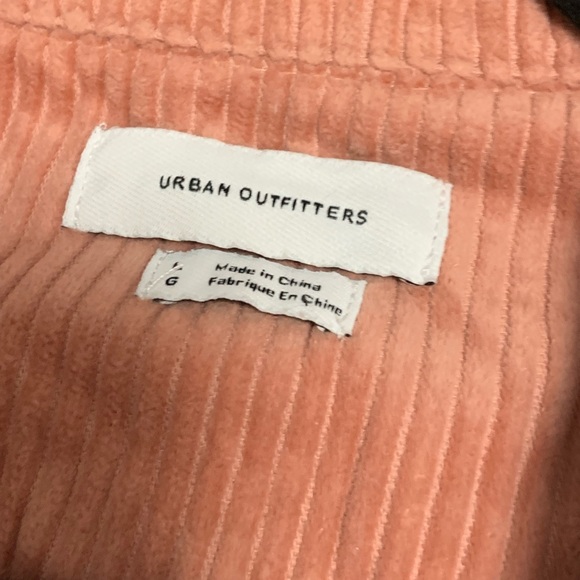 URBAN OUTFITTERS
Made in China
G Fabrique En Chine